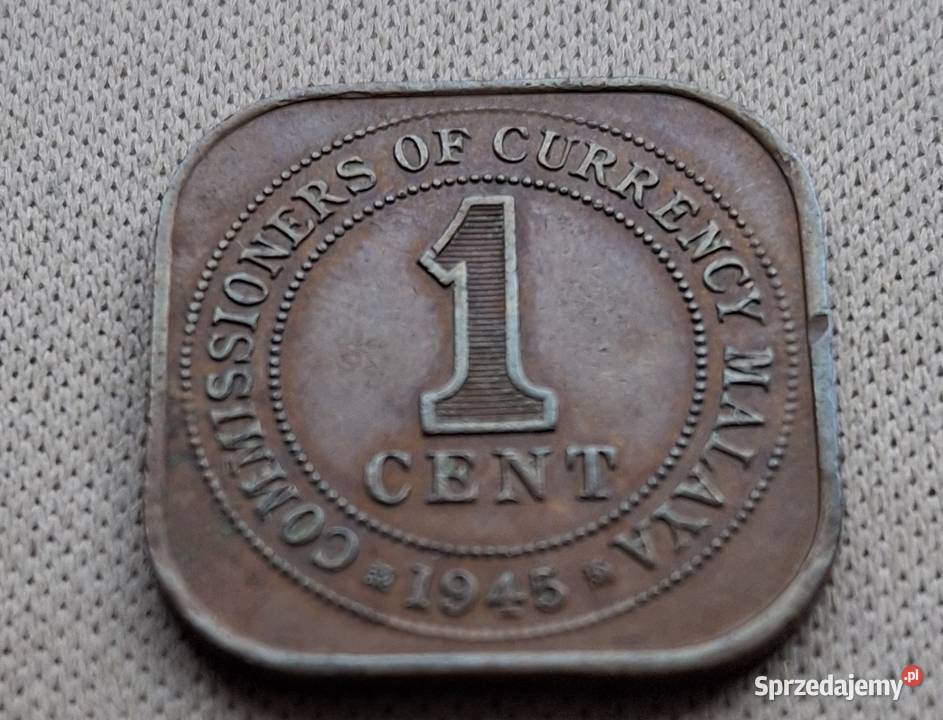 COMMISSIONERS OF CURRENCY MALAYA
1
CENT
1945
Sprzedajemy.pl